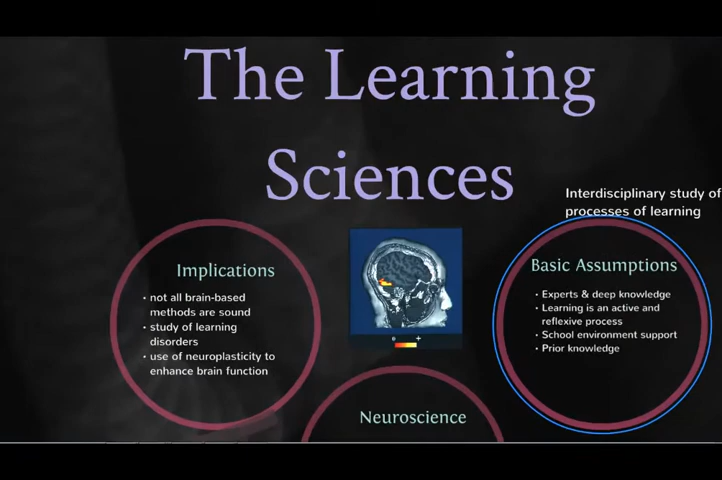 The Learning
Sciences
Interdisciplinary study of
processes of learning
Implications
• not all brain-based
methods are sound
• study of learning
disorders
• use of neuroplasticity to
enhance brain function
Basic Assumptions
• Experts & deep knowledge
• Learning is an active and
reflexive process
• School environment support
• Prior knowledge
Neuroscience